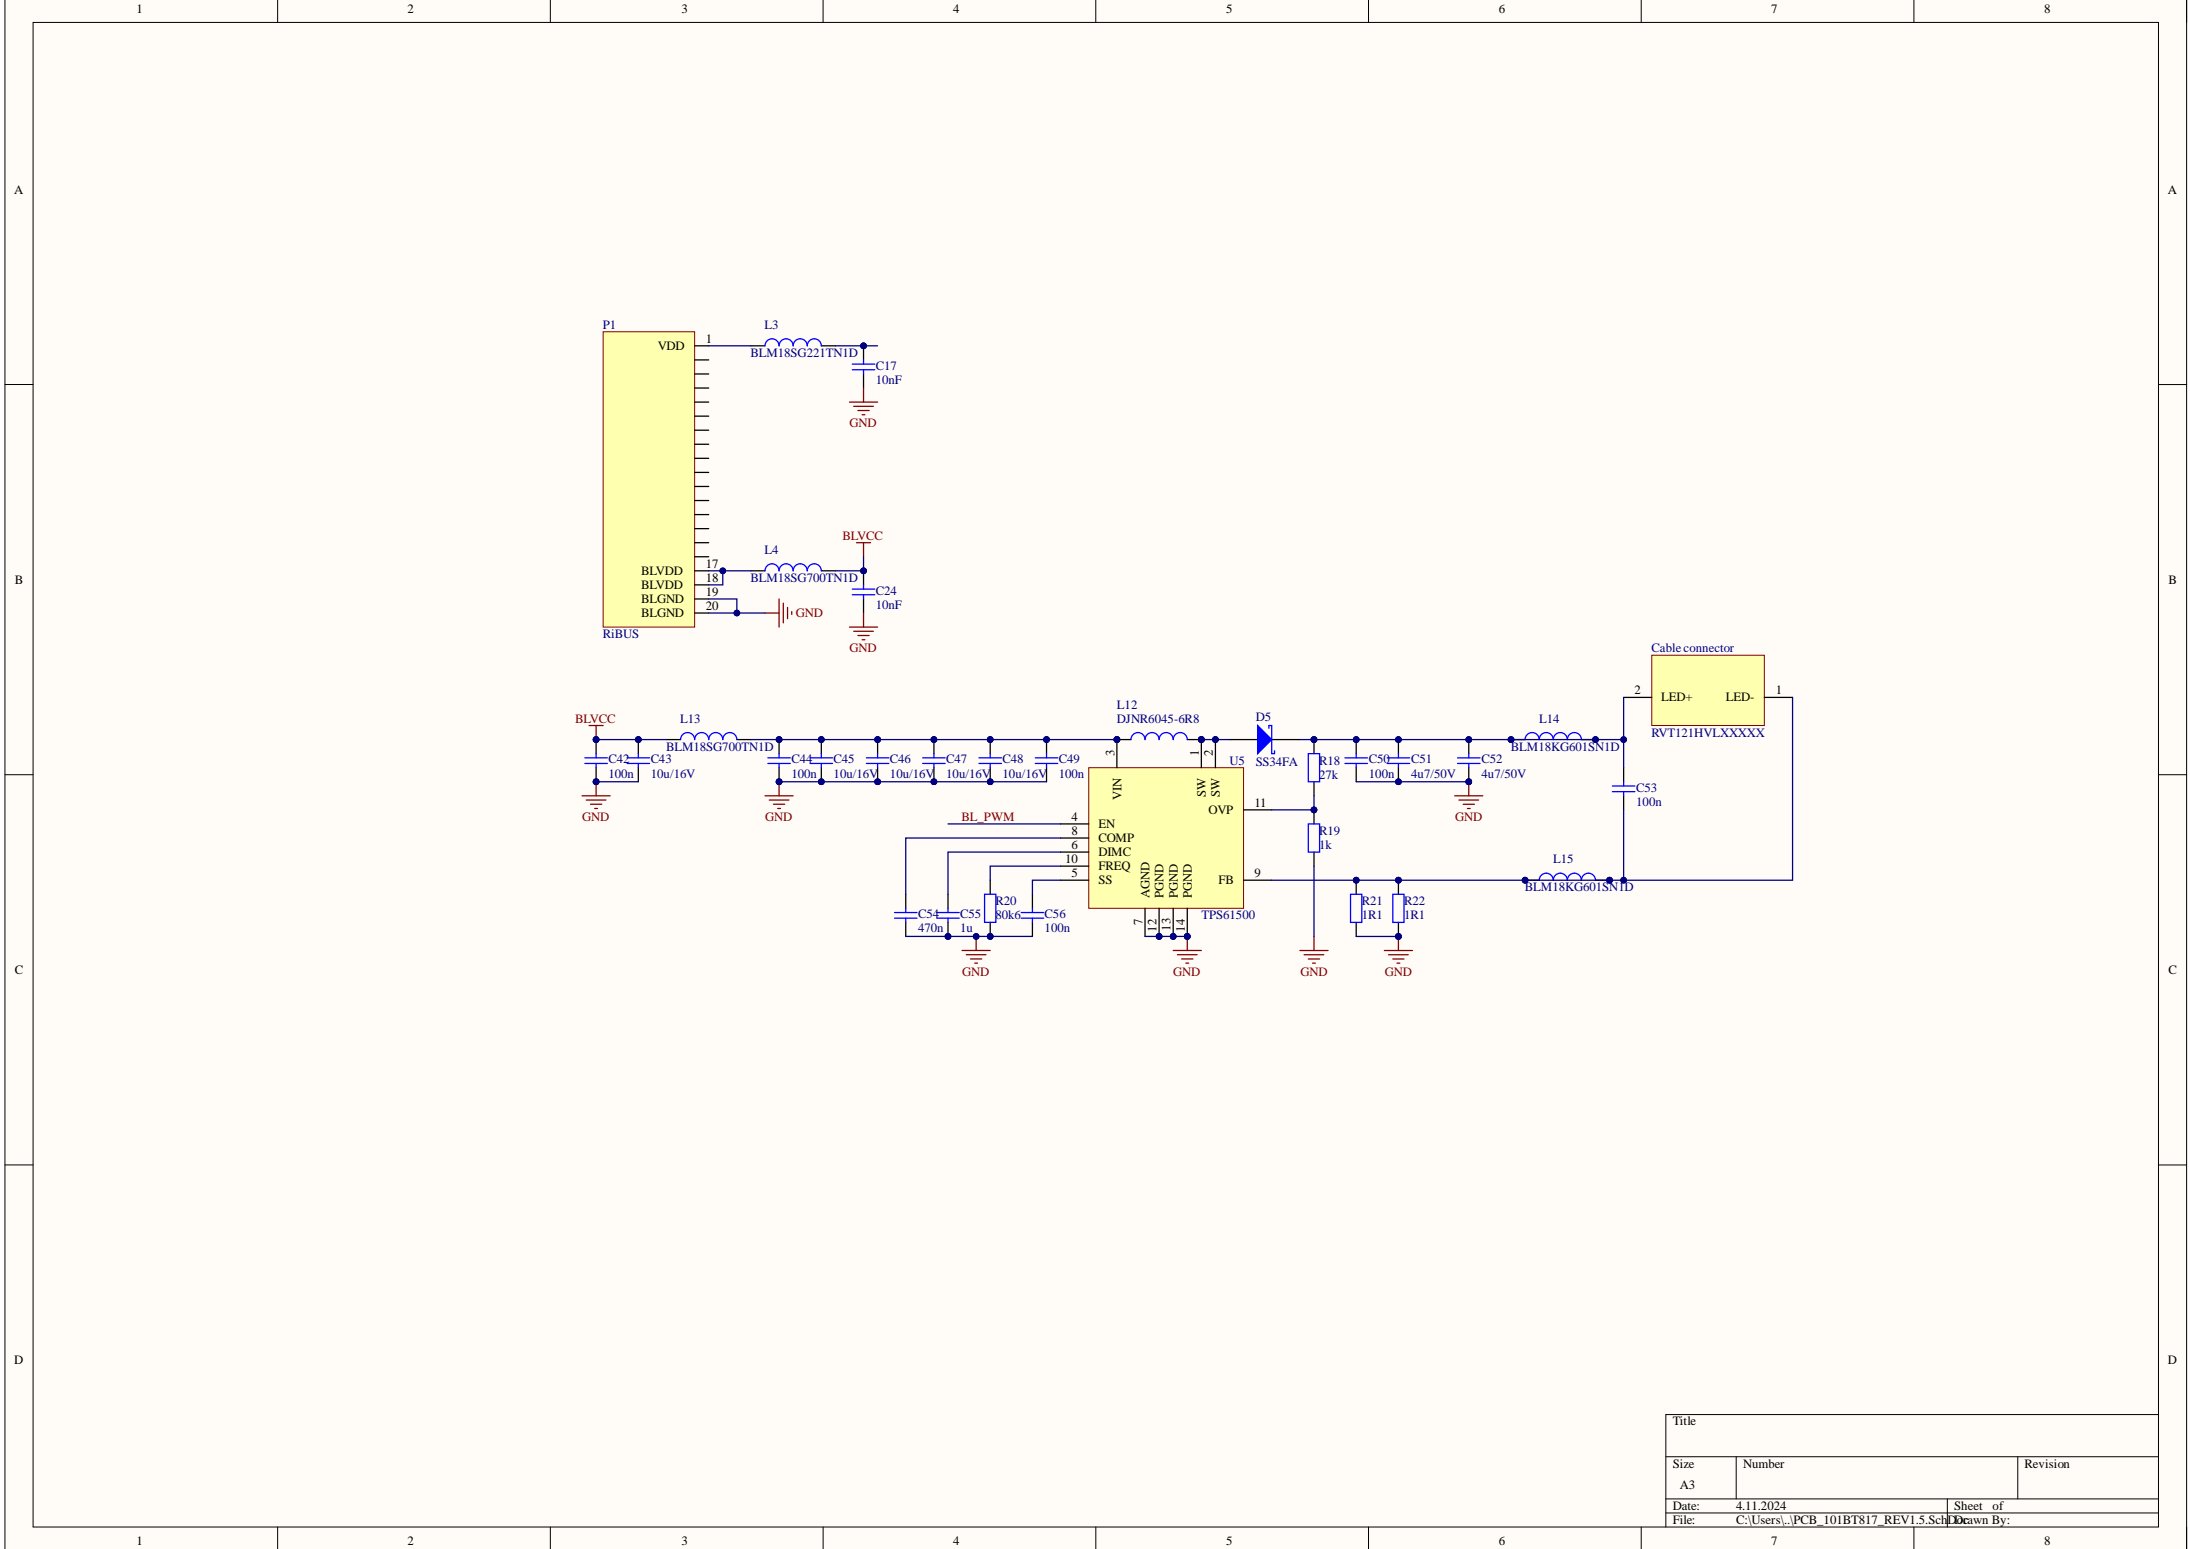 1 2 3 4 5 6 7 8
A A
P1 L3
VDD 1
BLM18SG221TN1D
C17
10nF
GND
BLVCC
L4
B B
BLVDD 17
BLVDD 18
BLGND 19
BLGND 20
BLM18SG700TN1D
C24
10nF
GND
RiBUS
GND
Cable connector
2 LED+ LED- 1
RVT121HVLXXXXX
BLVCC L13
BLM18SG700TN1D
L12
DJNR6045-6R8
D5
SS34FA
L14
BLM18KG601SN1D
C42
100n
C43
10u/16V
C44
100n
C45
10u/16V
C46
10u/16V
C47
10u/16V
C48
10u/16V
C49
100n
GND
GND
3 1 2
U5
VIN SW SW
R18
27k
C50
100n
C51
4u7/50V
C52
4u7/50V
GND
C53
100n
OVP 11
BL_PWM 4 EN
8 COMP
6 DIMC
10 FREQ
5 SS
R19
1k
AGND PGND PGND PGND
FB 9
L15
BLM18KG601SN1D
TPS61500
7 12 13 14
C54
470n
C55
1u
R20
80k6
C56
100n
R21
1R1
R22
1R1
GND GND GND GND
C C
D D
Title
Size Number Revision
A3
Date: 4.11.2024 Sheet of
File: C:\Users\..\PCB_101BT817_REV1.5.SchDoc Drawn By:
1 2 3 4 5 6 7 8